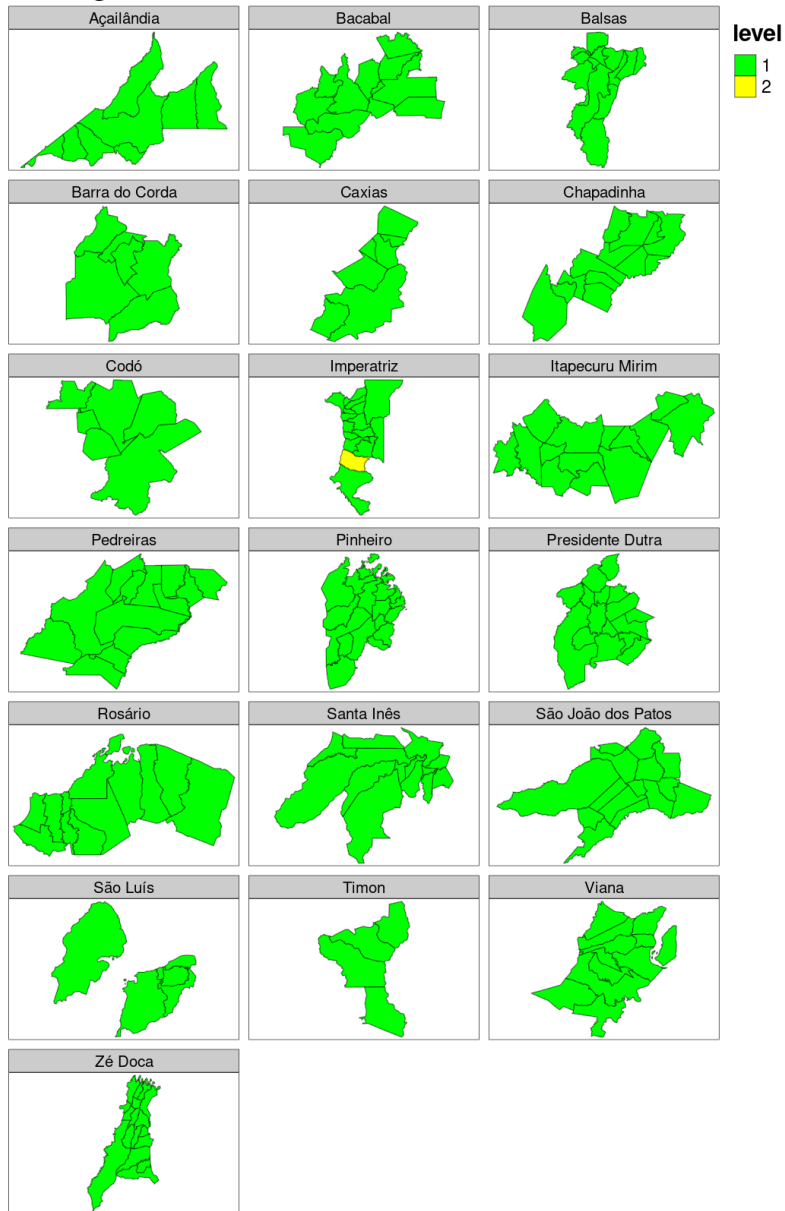 Açailândia
Bacabal
Balsas
level
1
2
Barra do Corda
Caxias
Chapadinha
Codó
Imperatriz
Itapecuru Mirim
Pedreiras
Pinheiro
Presidente Dutra
Rosário
Santa Inês
São João dos Patos
São Luís
Timon
Viana
Zé Doca